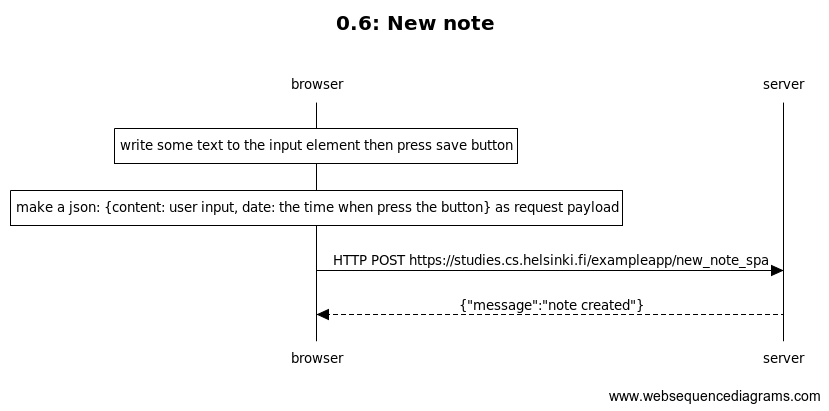 0.6: New note
browser
server
write some text to the input element then press save button
make a json: {content: user input, date: the time when press the button} as request payload
HTTP POST https://studies.cs.helsinki.fi/exampleapp/new_note_spa
{"message":"note created"}
browser
server
www.websequencediagrams.com